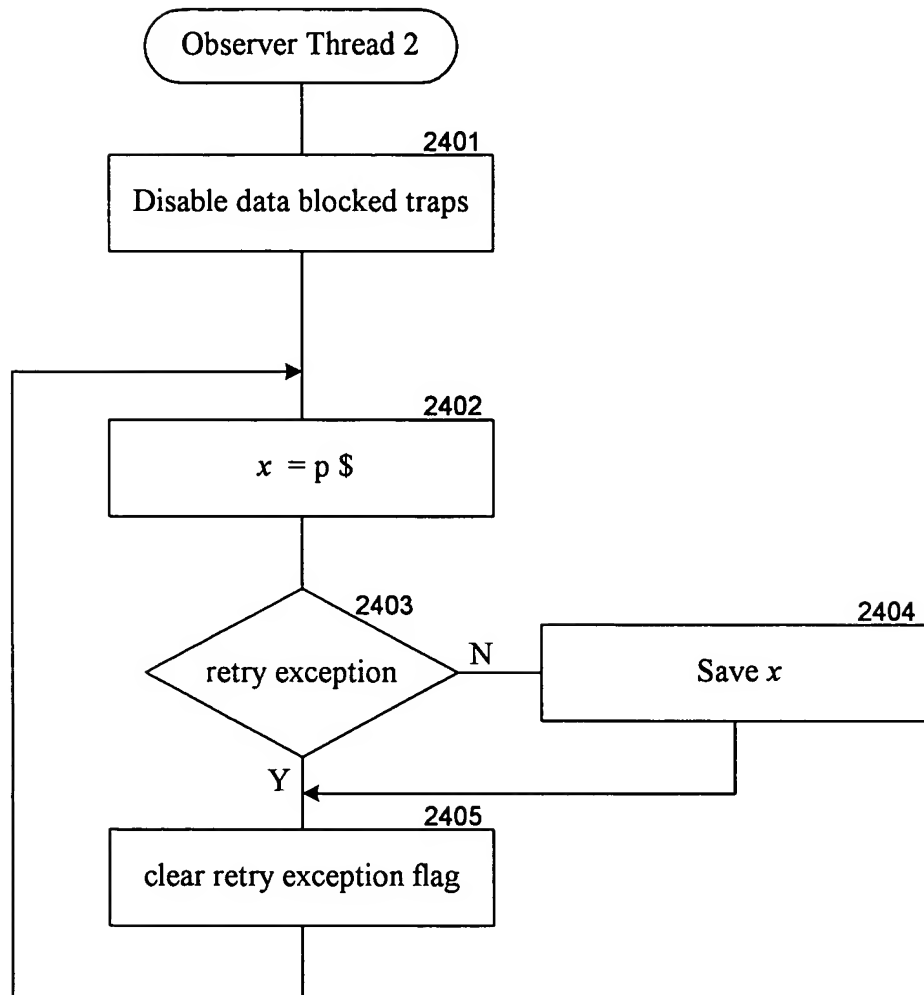 Observer Thread 2
2401
Disable data blocked traps
2402
x = p $
2403
retry exception
N
2404
Save x
Y
2405
clear retry exception flag